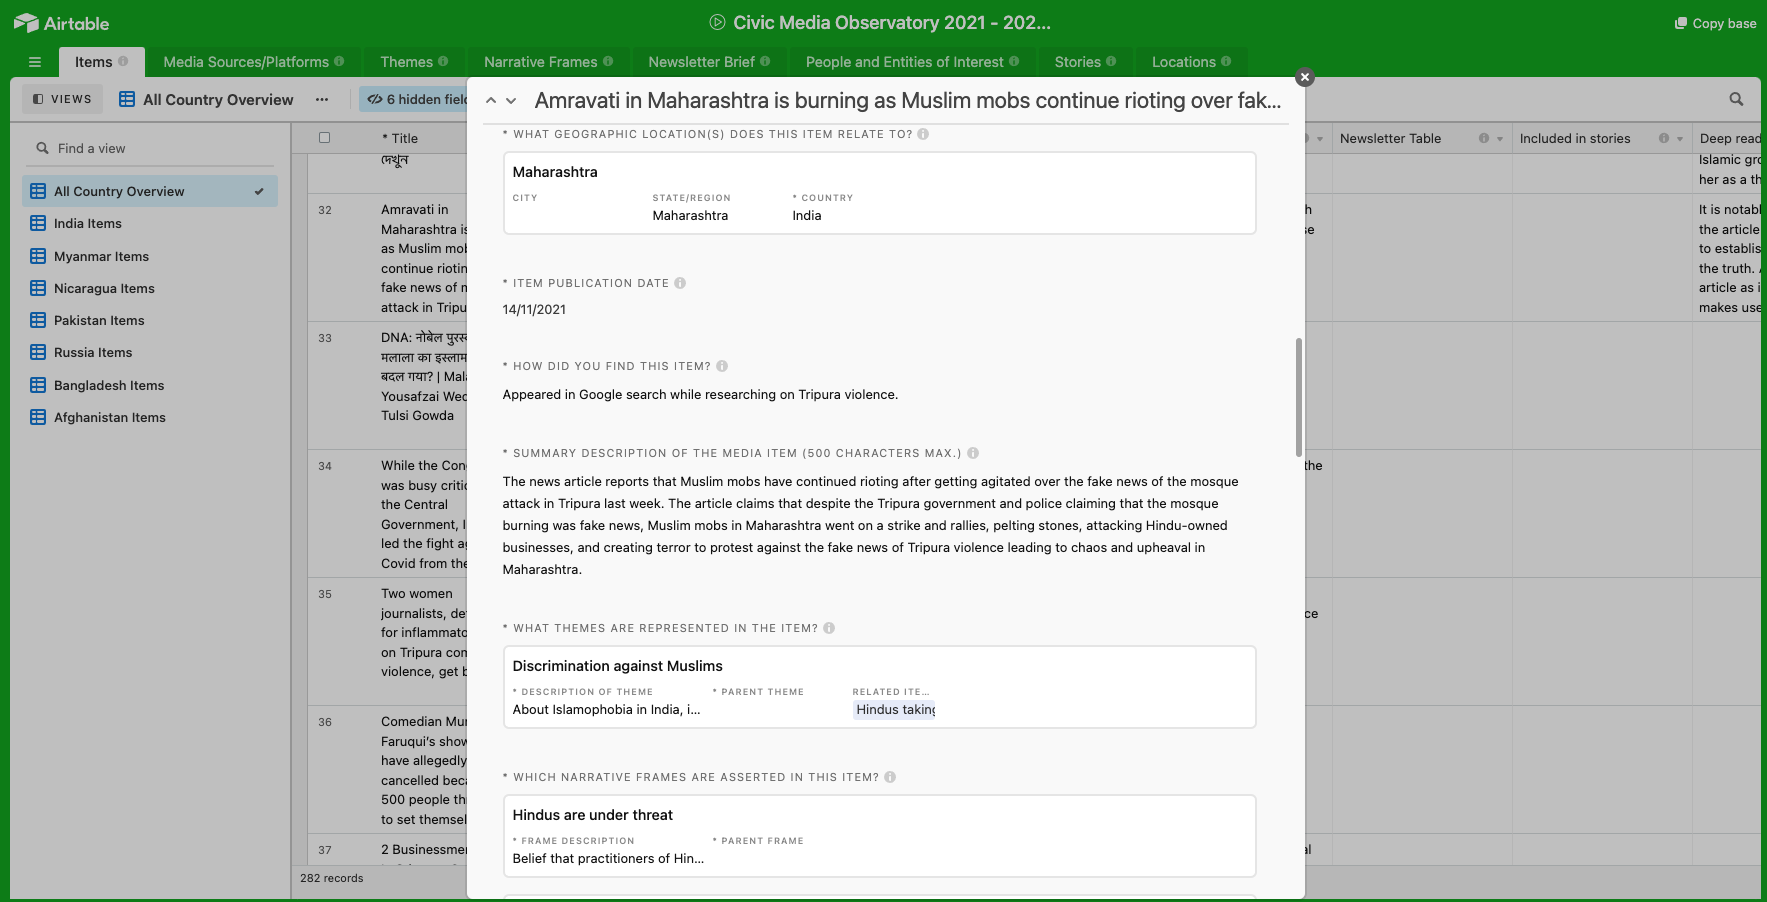 Airtable
Civic Media Observatory 2021 - 202...
Copy base
Items
Media Sources/Platforms
Themes
Narrative Frames
Newsletter Brief
People and Entities of Interest
Stories
Locations
VIEWS
All Country Overview
6 hidden field
Find a view
All Country Overview
India Items
Myanmar Items
Nicaragua Items
Pakistan Items
Russia Items
Bangladesh Items
Afghanistan Items
* Title
দেখুন
32
Amravati in
Maharashtra is
as Muslim mob
continue riotin
fake news of m
attack in Tripu
33
DNA: नोबेल पुरस्
मलाला का इस्लाम
बदल गया? | Mala
Yousafzai Wed
Tulsi Gowda
34
While the Con
was busy critic
the Central
Government, I
led the fight ag
Covid from the
35
Two women
journalists, det
for inflammato
on Tripura com
violence, get b
36
Comedian Mun
Faruqui's show
have allegedly
cancelled beca
500 people th
to set themsel
37
2 Businessmen
282 records
Amravati in Maharashtra is burning as Muslim mobs continue rioting over fak...
* WHAT GEOGRAPHIC LOCATION(S) DOES THIS ITEM RELATE TO?
Maharashtra
CITY STATE/REGION * COUNTRY
Maharashtra India
* ITEM PUBLICATION DATE
14/11/2021
* HOW DID YOU FIND THIS ITEM?
Appeared in Google search while researching on Tripura violence.
* SUMMARY DESCRIPTION OF THE MEDIA ITEM (500 CHARACTERS MAX.)
The news article reports that Muslim mobs have continued rioting after getting agitated over the fake news of the mosque
attack in Tripura last week. The article claims that despite the Tripura government and police claiming that the mosque
burning was fake news, Muslim mobs in Maharashtra went on a strike and rallies, pelting stones, attacking Hindu-owned
businesses, and creating terror to protest against the fake news of Tripura violence leading to chaos and upheaval in
Maharashtra.
* WHAT THEMES ARE REPRESENTED IN THE ITEM?
Discrimination against Muslims
* DESCRIPTION OF THEME * PARENT THEME RELATED ITE...
About Islamophobia in India, i... Hindus taking
* WHICH NARRATIVE FRAMES ARE ASSERTED IN THIS ITEM?
Hindus are under threat
* FRAME DESCRIPTION * PARENT FRAME
Belief that practitioners of Hin...
Newsletter Table
Included in stories
Deep read
Islamic gro
her as a th
It is notabl
the article
to establis
the truth. A
article as i
makes use
h
se
the
ce
al